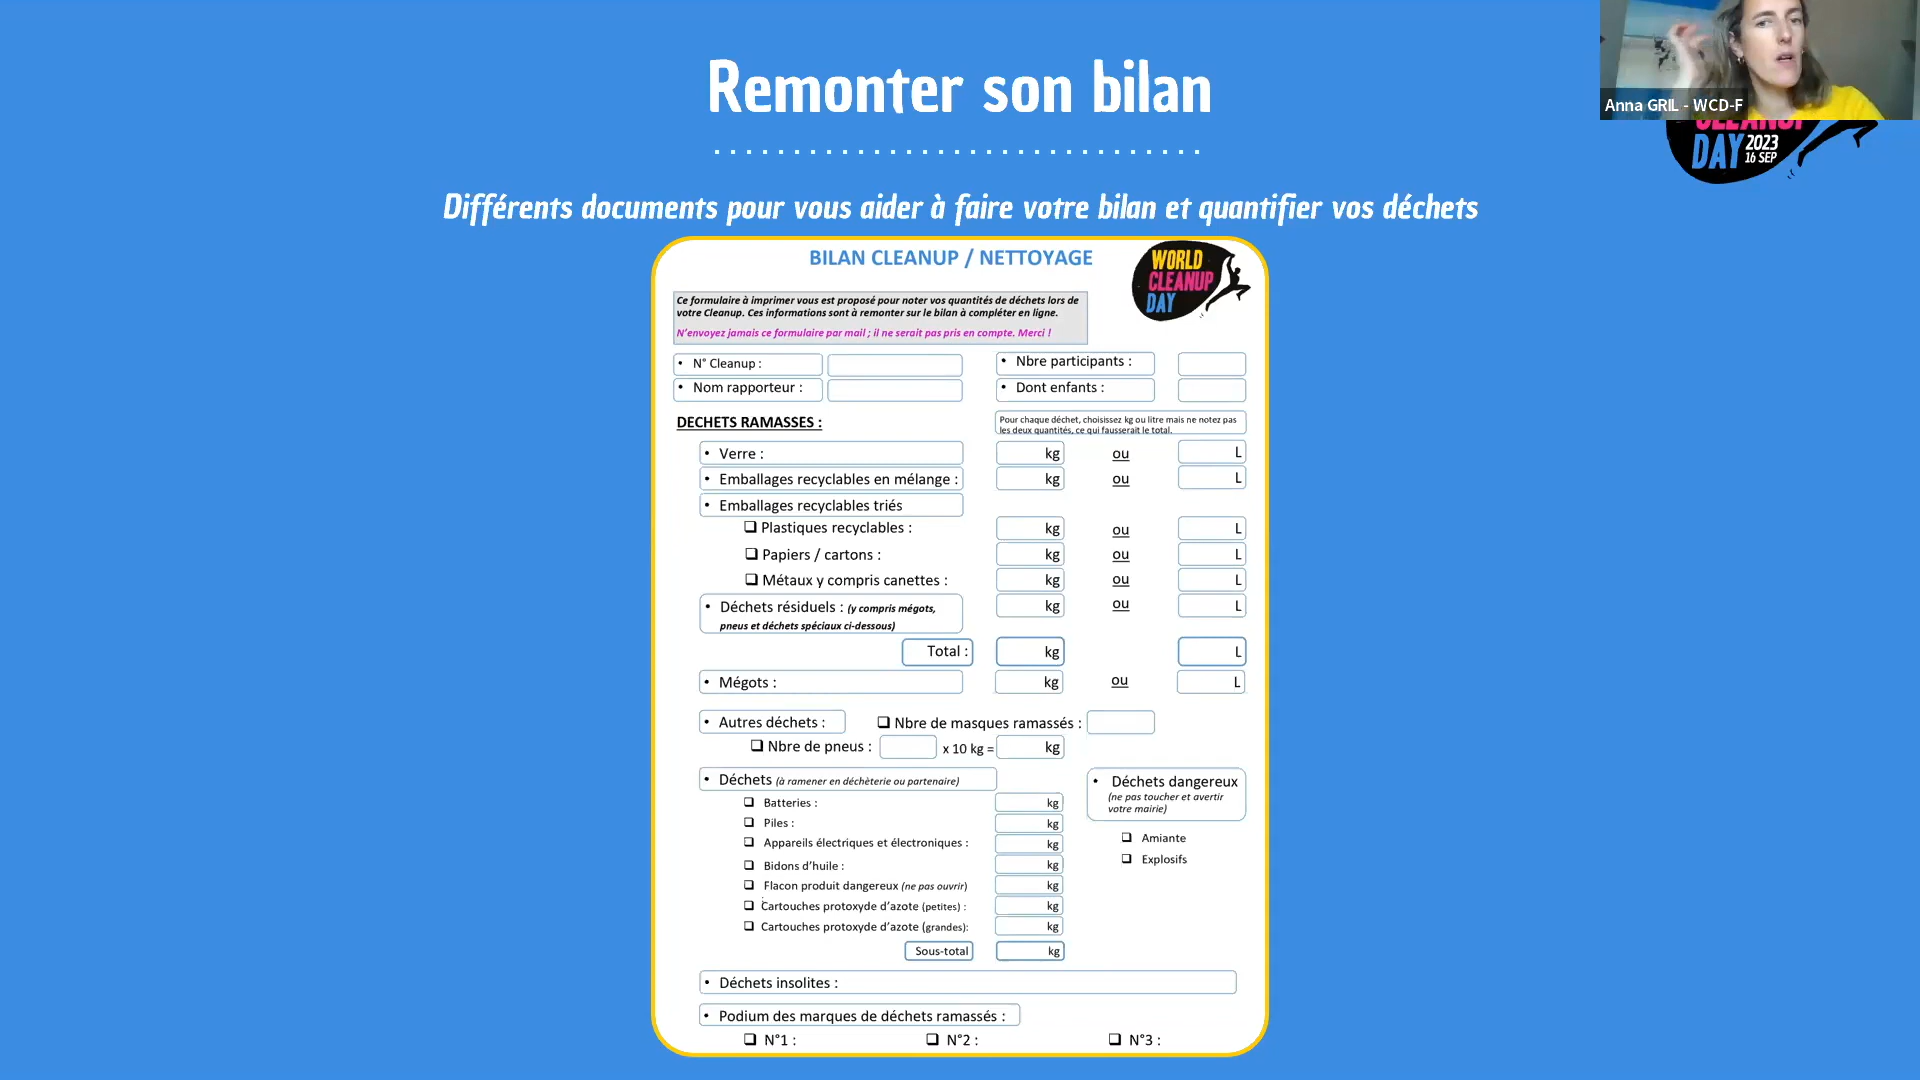 Remonter son bilan
Anna GRIL - WCD-F
CLEANUP
DAY 2023
16 SEP
Différents documents pour vous aider à faire votre bilan et quantifier vos déchets
BILAN CLEANUP / NETTOYAGE
WORLD
CLEANUP
DAY
Ce formulaire à imprimer vous est proposé pour noter vos quantités de déchets lors de
votre Cleanup. Ces informations sont à remonter sur le bilan à compléter en ligne.
N'envoyez jamais ce formulaire par mail ; il ne serait pas pris en compte. Merci !
• N° Cleanup :
• Nbre participants :
• Nom rapporteur :
• Dont enfants :
DECHETS RAMASSES :
Pour chaque déchet, choisissez kg ou litre mais ne notez pas
les deux quantités, ce qui fausserait le total.
• Verre : kg ou L
• Emballages recyclables en mélange : kg ou L
• Emballages recyclables triés
❑ Plastiques recyclables : kg ou L
❑ Papiers / cartons : kg ou L
❑ Métaux y compris canettes : kg ou L
• Déchets résiduels : (y compris mégots, kg ou L
pneus et déchets spéciaux ci-dessous)
Total : kg L
• Mégots : kg ou L
• Autres déchets : ❑ Nbre de masques ramassés :
❑ Nbre de pneus : x 10 kg = kg
• Déchets (à ramener en déchèterie ou partenaire)
• Déchets dangereux
(ne pas toucher et avertir
votre mairie)
❑ Batteries : kg
❑ Piles : kg
❑ Appareils électriques et électroniques : kg
❑ Amiante
❑ Bidons d'huile : kg
❑ Explosifs
❑ Flacon produit dangereux (ne pas ouvrir) kg
:
❑ Cartouches protoxyde d'azote (petites) : kg
❑ Cartouches protoxyde d'azote (grandes): kg
Sous-total kg
• Déchets insolites :
• Podium des marques de déchets ramassés :
❑ N°1 : ❑ N°2 : ❑ N°3 :